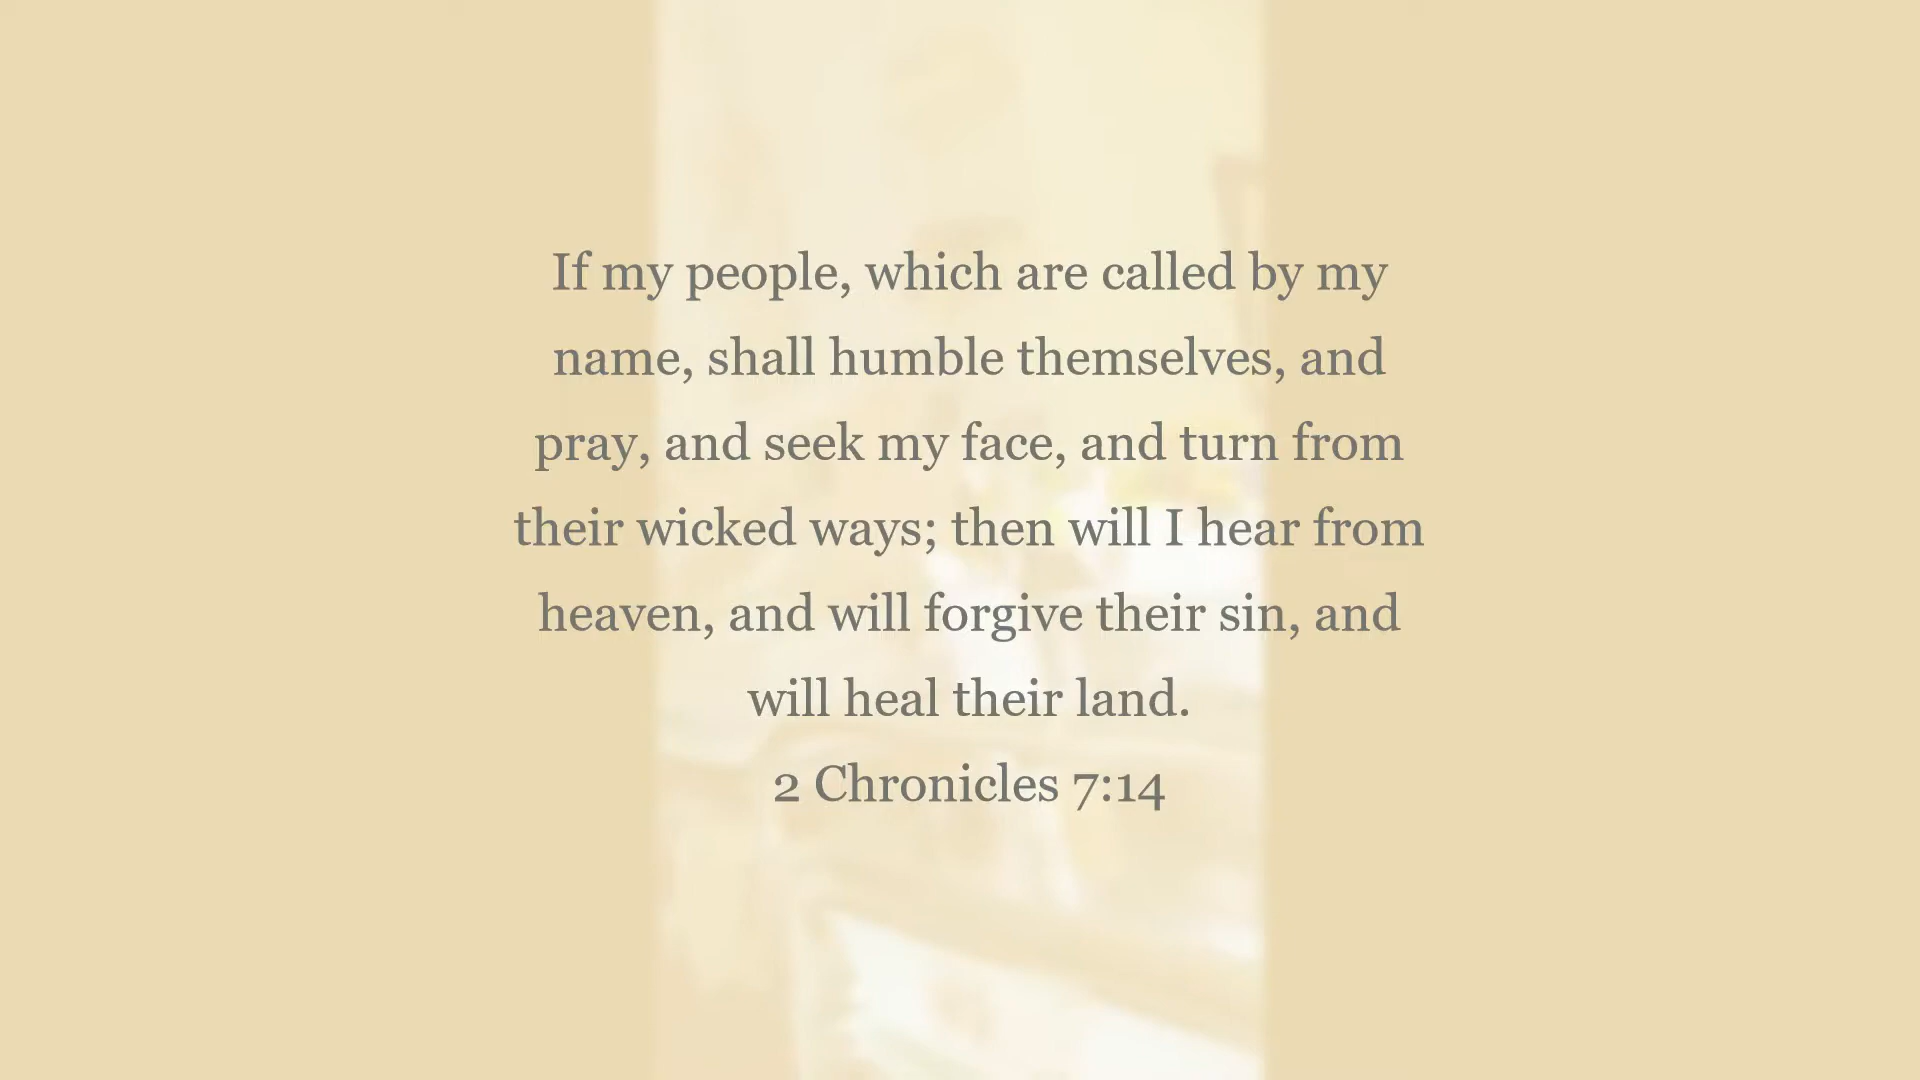 If my people, which are called by my
name, shall humble themselves, and
pray, and seek my face, and turn from
their wicked ways; then will I hear from
heaven, and will forgive their sin, and
will heal their land.
2 Chronicles 7:14